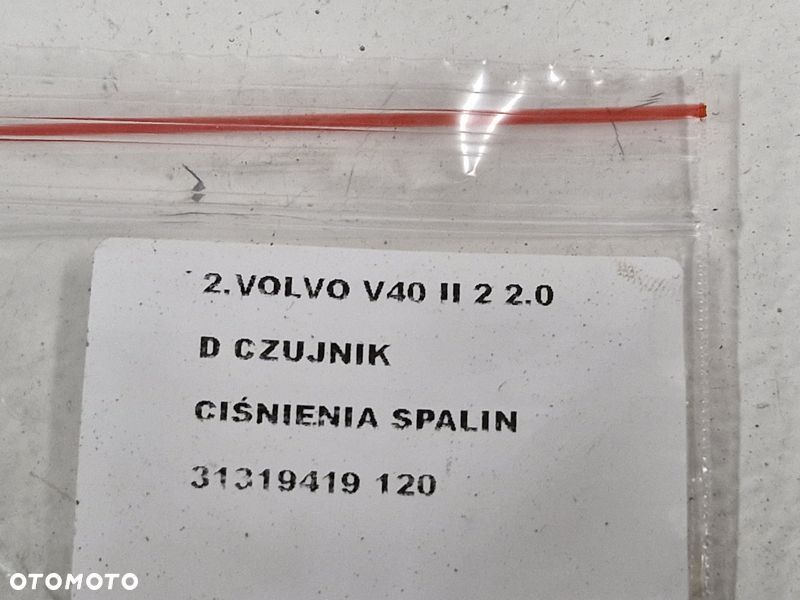 2.VOLVO V40 II 2 2.0
D CZUJNIK
CIŚNIENIA SPALIN
31319419 120
OTOMOTO